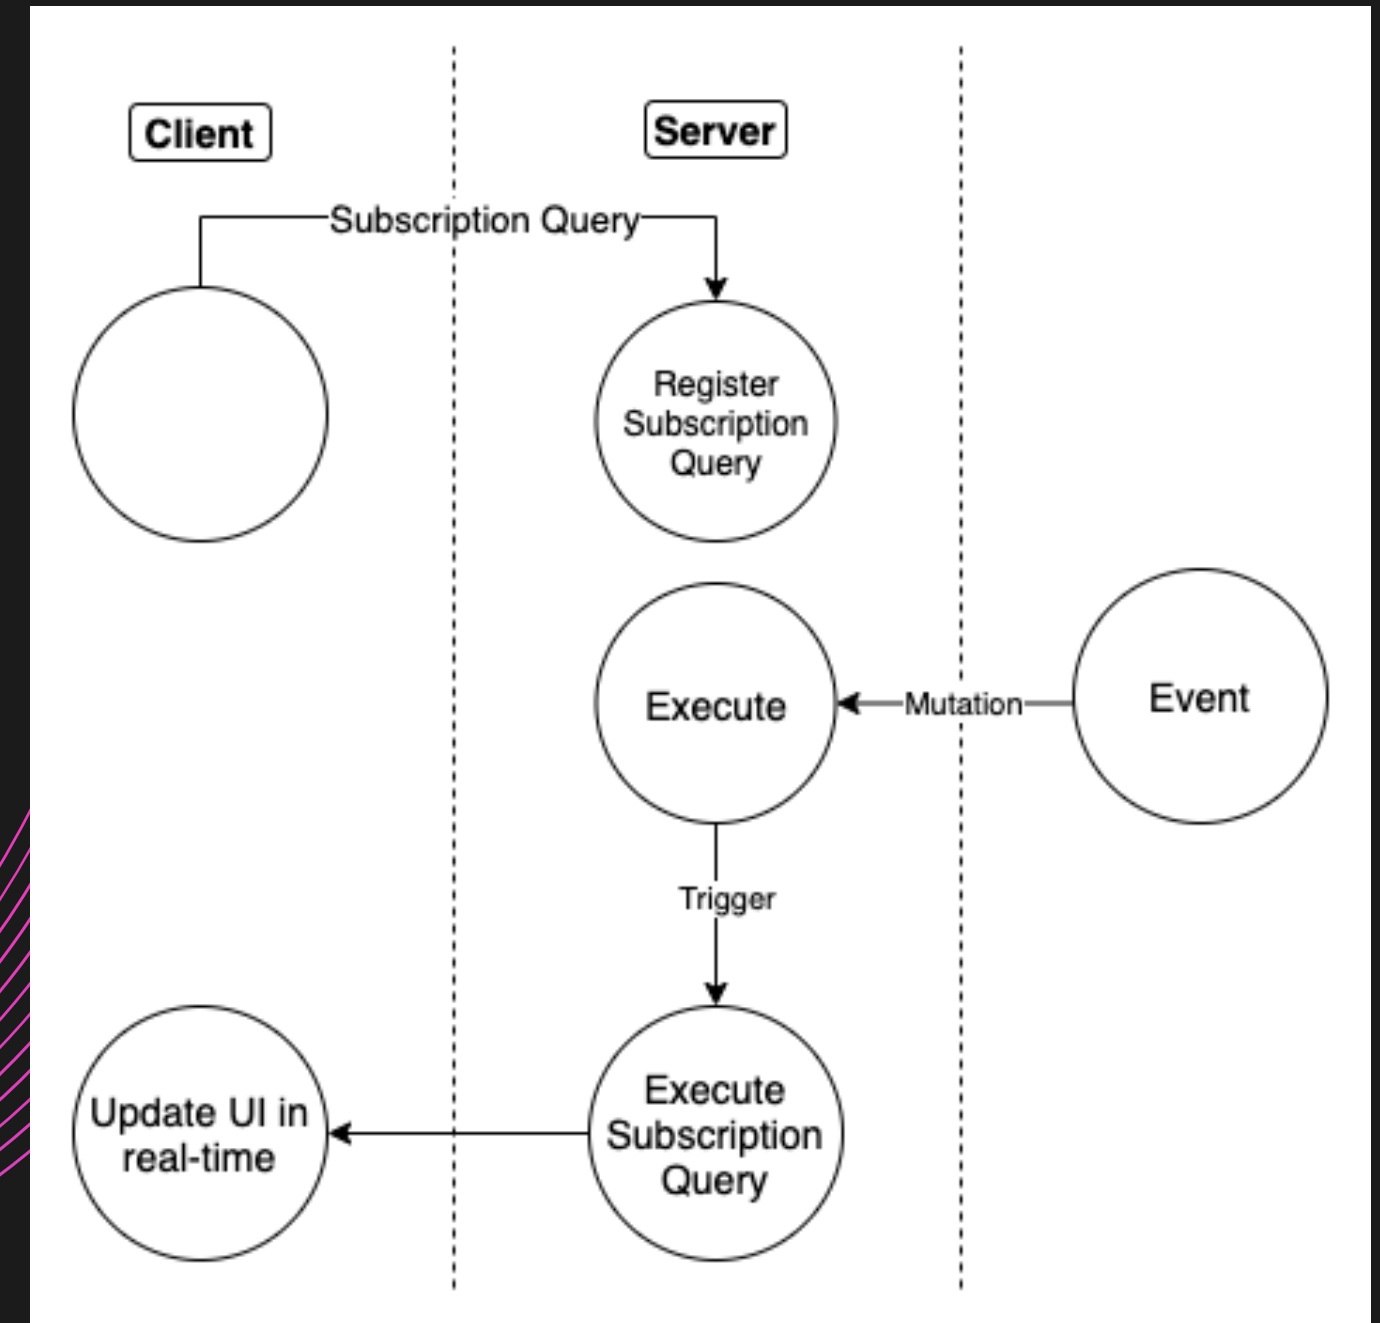 Client
Server
Subscription Query
Register
Subscription
Query
Execute
Mutation
Event
Trigger
Update UI in
real-time
Execute
Subscription
Query